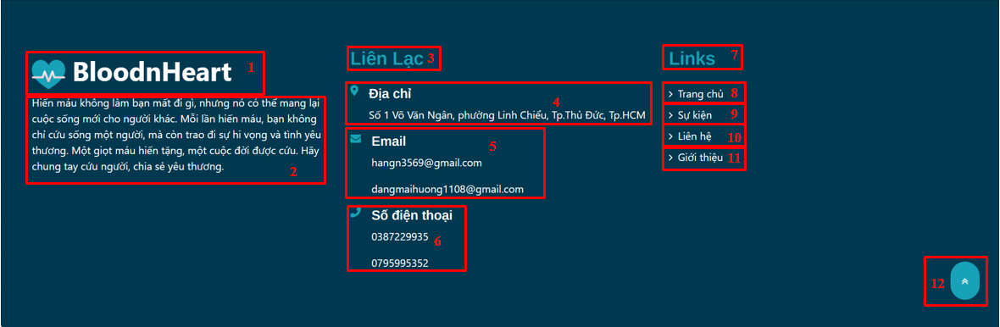 BloodnHeart 1
Hiến máu không làm bạn mất đi gì, nhưng nó có thể mang lại
cuộc sống mới cho người khác. Mỗi lần hiến máu, bạn không
chỉ cứu sống một người, mà còn trao đi sự hi vọng và tình yêu
thương. Một giọt máu hiến tặng, một cuộc đời được cứu. Hãy
chung tay cứu người, chia sẻ yêu thương. 2
Liên Lạc 3
Địa chỉ 4
Số 1 Võ Văn Ngân, phường Linh Chiểu, Tp.Thủ Đức, Tp.HCM
Email 5
hangn3569@gmail.com
dangmaihuong1108@gmail.com
Số điện thoại
0387229935 6
0795995352
Links 7
Trang chủ 8
Sự kiện 9
Liên hệ 10
Giới thiệu 11
12